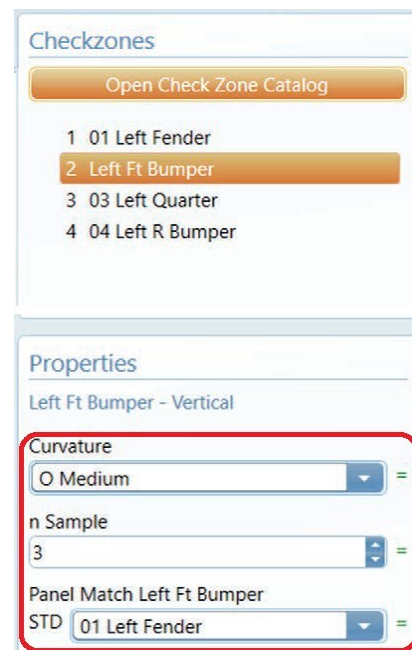 Checkzones
Open Check Zone Catalog
1 01 Left Fender
2 Left Ft Bumper
3 03 Left Quarter
4 04 Left R Bumper
Properties
Left Ft Bumper - Vertical
Curvature
O Medium =
n Sample
3 =
Panel Match Left Ft Bumper
STD 01 Left Fender =